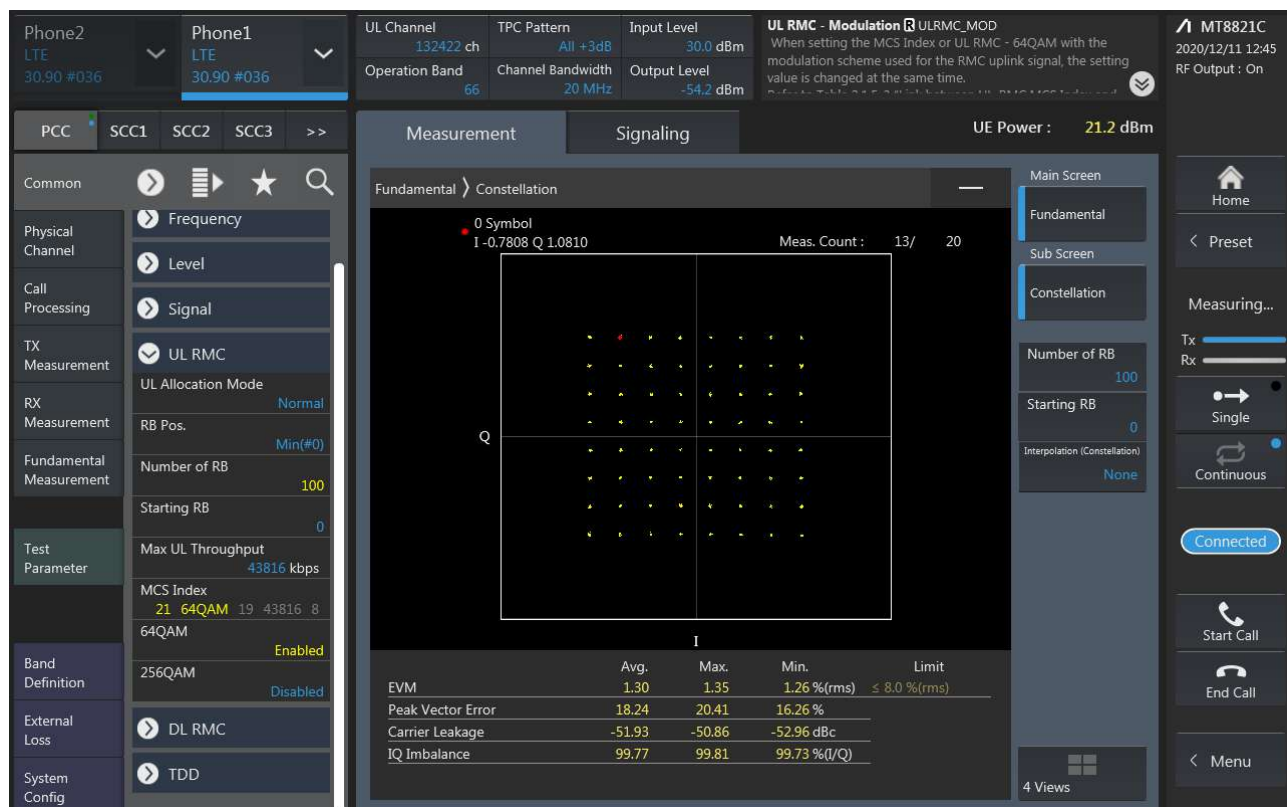 Phone2
LTE
30.90 #036
Phone1
LTE
30.90 #036
UL Channel
132422 ch
Operation Band
66
TPC Pattern
All +3dB
Channel Bandwidth
20 MHz
Input Level
30.0 dBm
Output Level
-54.2 dBm
UL RMC - Modulation R ULRMC_MOD
When setting the MCS Index or UL RMC - 64QAM with the
modulation scheme used for the RMC uplink signal, the setting
value is changed at the same time.
MT8821C
2020/12/11 12:45
RF Output : On
PCC SCC1 SCC2 SCC3 >>
Measurement
Signaling
UE Power : 21.2 dBm
Common
Physical
Channel
Call
Processing
TX
Measurement
RX
Measurement
Fundamental
Measurement
Test
Parameter
Band
Definition
External
Loss
System
Config
Frequency
Level
Signal
UL RMC
UL Allocation Mode
Normal
RB Pos.
Min(#0)
Number of RB
100
Starting RB
0
Max UL Throughput
43816 kbps
MCS Index
21 64QAM 19 43816 8
64QAM
Enabled
256QAM
Disabled
DL RMC
TDD
Fundamental ⟩ Constellation
0 Symbol
I -0.7808 Q 1.0810
Meas. Count : 13/ 20
Q
I
Avg. Max. Min. Limit
EVM 1.30 1.35 1.26 %(rms) ≤ 8.0 %(rms)
Peak Vector Error 18.24 20.41 16.26 %
Carrier Leakage -51.93 -50.86 -52.96 dBc
IQ Imbalance 99.77 99.81 99.73 %(I/Q)
Main Screen
Fundamental
Sub Screen
Constellation
Number of RB
100
Starting RB
0
Interpolation (Constellation)
None
4 Views
Home
< Preset
Measuring...
Tx
Rx
Single
Continuous
Connected
Start Call
End Call
< Menu